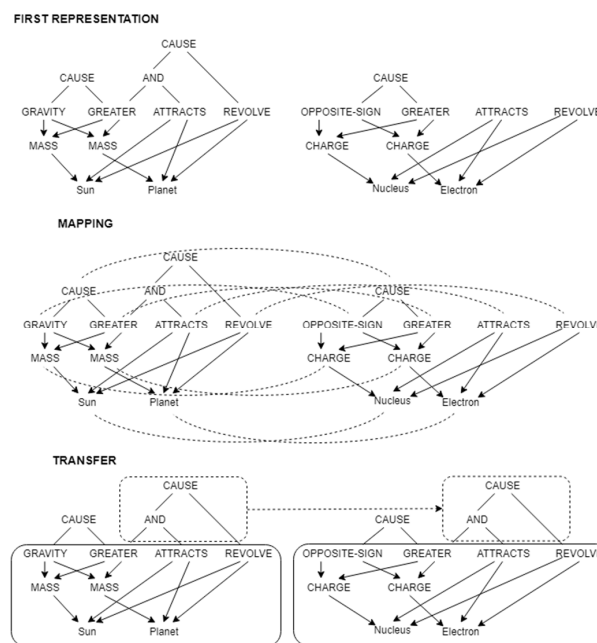 FIRST REPRESENTATION
CAUSE
CAUSE AND CAUSE
GRAVITY GREATER ATTRACTS REVOLVE OPPOSITE-SIGN GREATER ATTRACTS REVOLVE
MASS MASS CHARGE CHARGE
Sun Planet Nucleus Electron
MAPPING
CAUSE
CAUSE AND CAUSE
GRAVITY GREATER ATTRACTS REVOLVE OPPOSITE-SIGN GREATER ATTRACTS REVOLVE
MASS MASS CHARGE CHARGE
Sun Planet Nucleus Electron
TRANSFER
CAUSE CAUSE
CAUSE AND CAUSE AND
GRAVITY GREATER ATTRACTS REVOLVE OPPOSITE-SIGN GREATER ATTRACTS REVOLVE
MASS MASS CHARGE CHARGE
Sun Planet Nucleus Electron